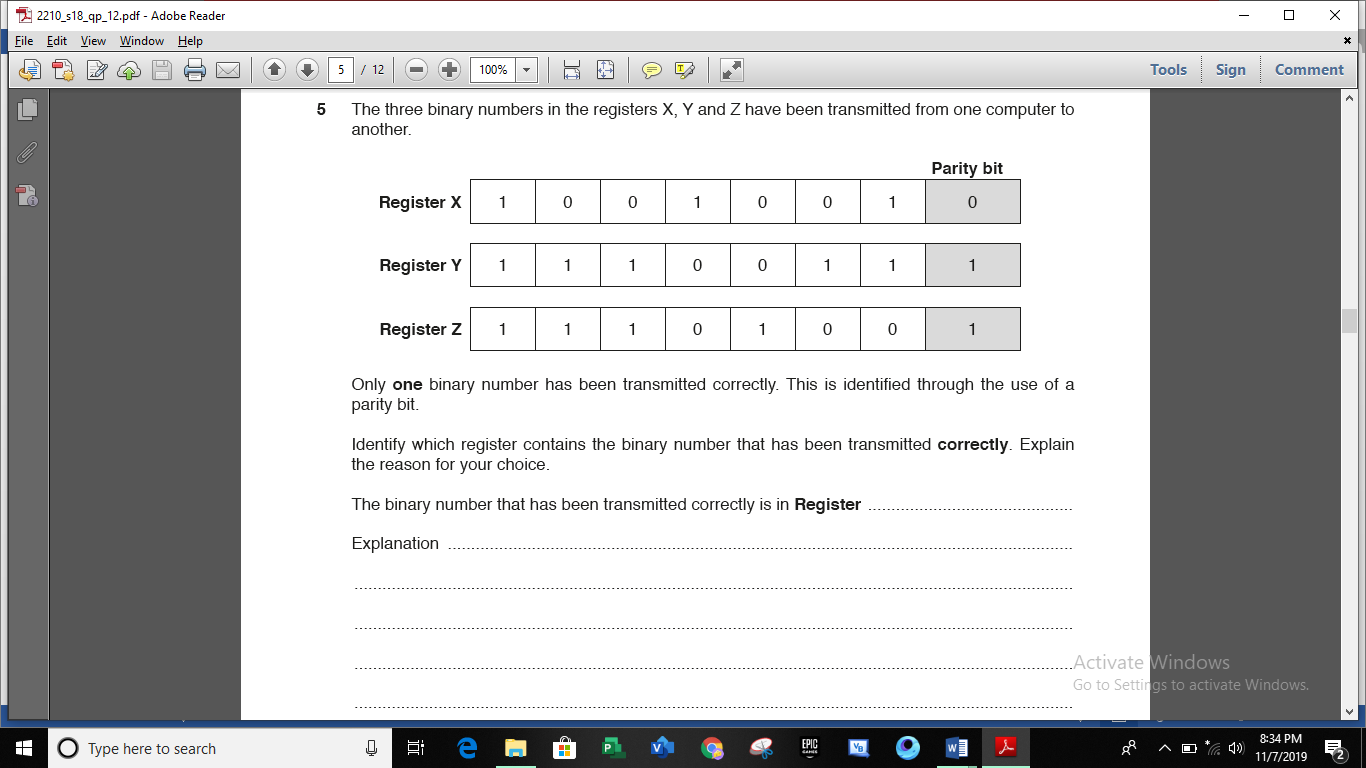 2210_s18_qp_12.pdf - Adobe Reader
File Edit View Window Help
5 / 12 100% Tools Sign Comment
5 The three binary numbers in the registers X, Y and Z have been transmitted from one computer to
another.
Parity bit
Register X 1 0 0 1 0 0 1 0
Register Y 1 1 1 0 0 1 1 1
Register Z 1 1 1 0 1 0 0 1
Only one binary number has been transmitted correctly. This is identified through the use of a
parity bit.
Identify which register contains the binary number that has been transmitted correctly. Explain
the reason for your choice.
The binary number that has been transmitted correctly is in Register ............................................
Explanation ............................................
Activate Windows
Go to Settings to activate Windows.
Type here to search
8:34 PM
11/7/2019
2